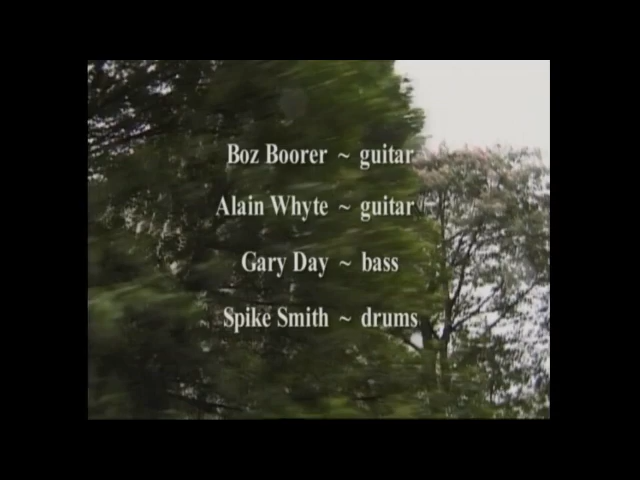 Boz Boorer ~ guitar
Alain Whyte ~ guitar
Gary Day ~ bass
Spike Smith ~ drums